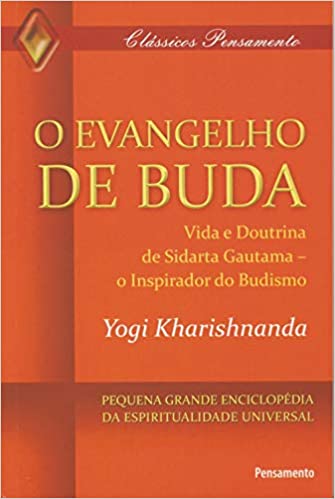 Clássicos Pensamento
O EVANGELHO
DE BUDA
Vida e Doutrina
de Sidarta Gautama –
o Inspirador do Budismo
Yogi Kharishnanda
PEQUENA GRANDE ENCICLOPÉDIA
DA ESPIRITUALIDADE UNIVERSAL
Pensamento